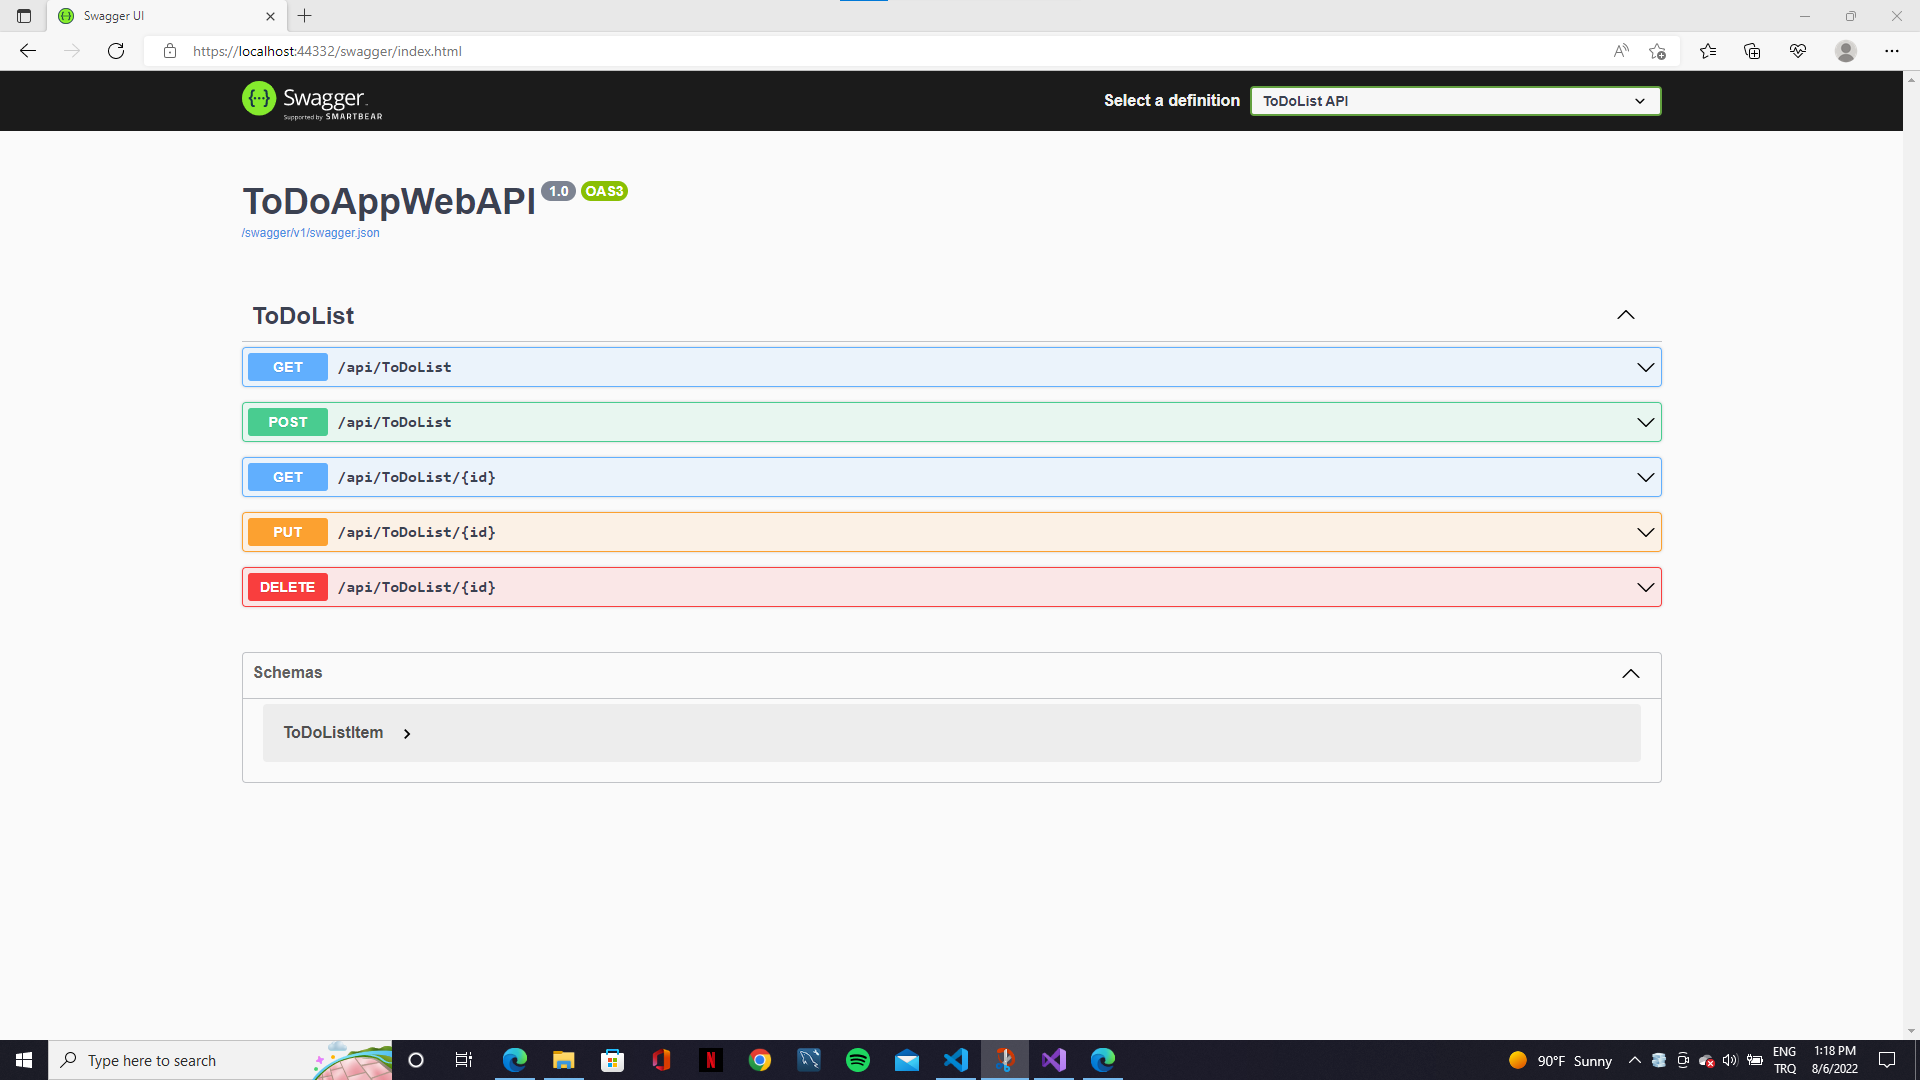 Swagger UI
https://localhost:44332/swagger/index.html
Swagger
Supported by SMARTBEAR
Select a definition
ToDoList API
ToDoAppWebAPI 1.0 OAS3
/swagger/v1/swagger.json
ToDoList
GET /api/ToDoList
POST /api/ToDoList
GET /api/ToDoList/{id}
PUT /api/ToDoList/{id}
DELETE /api/ToDoList/{id}
Schemas
ToDoListItem
Type here to search
N
90°F Sunny
ENG
TRQ
1:18 PM
8/6/2022